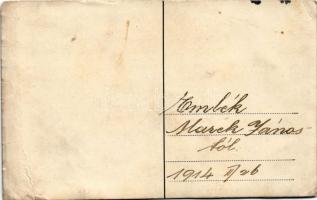 Emlék
Marek János-
tól.
1914 I/26